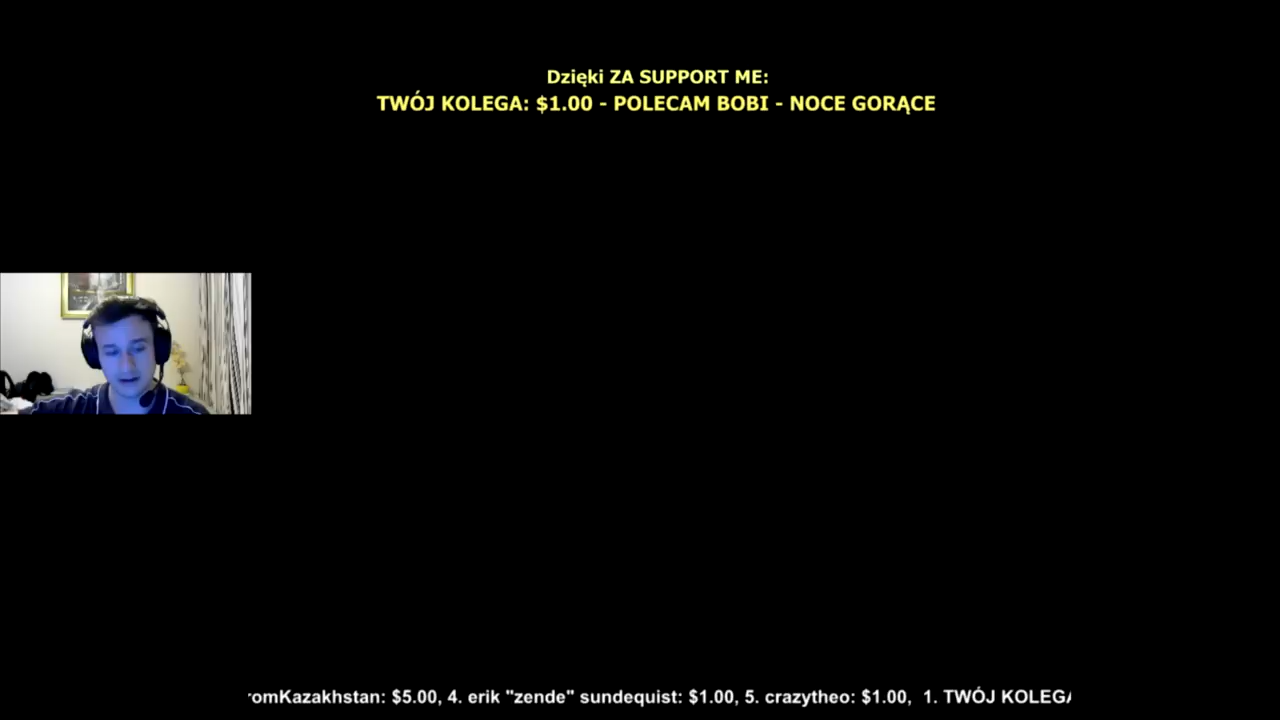 Dzięki ZA SUPPORT ME:
TWÓJ KOLEGA: $1.00 - POLECAM BOBI - NOCE GORĄCE
romKazakhstan: $5.00, 4. erik "zende" sundequist: $1.00, 5. crazytheo: $1.00, 1. TWÓJ KOLEGA